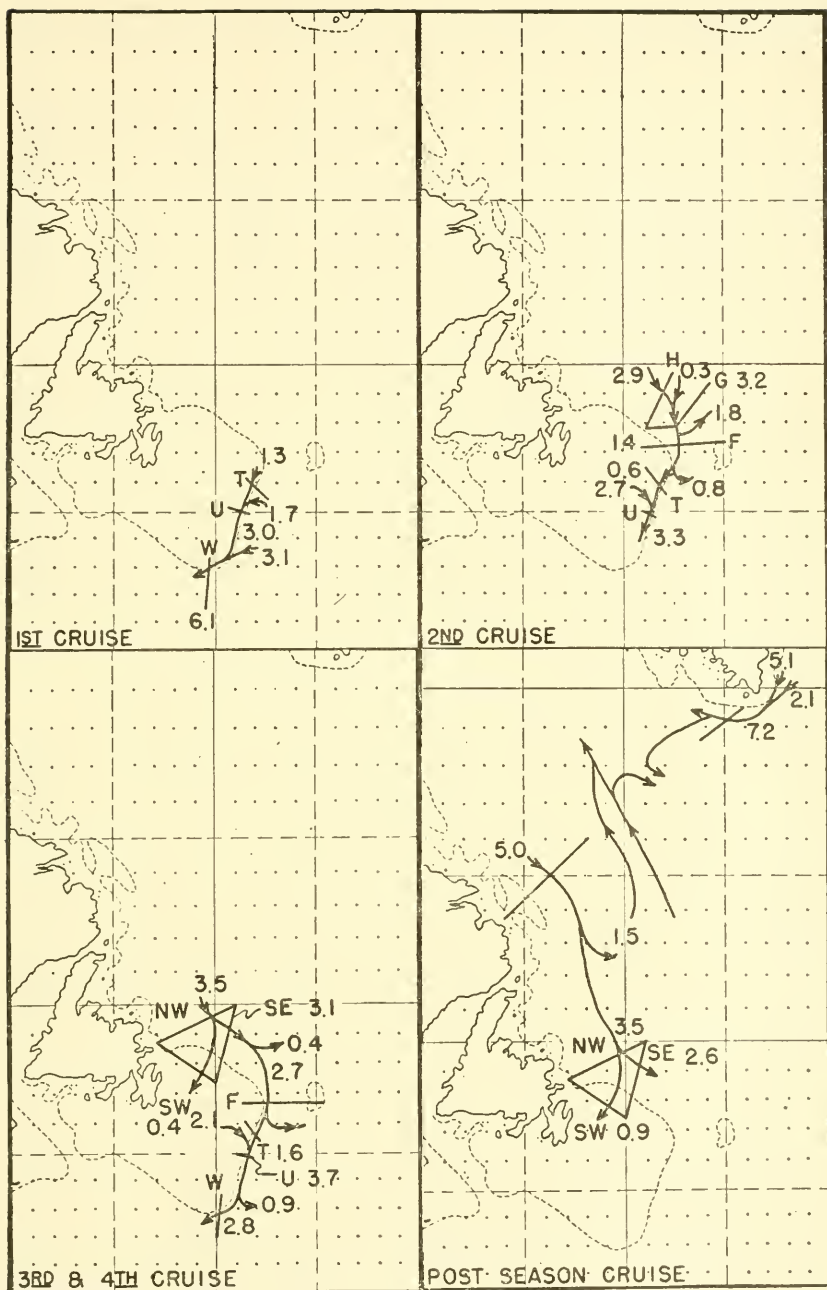 1.3
T
U
1.7
3.0
W
3.1
6.1
1ST CRUISE
H
2.9
0.3
G 3.2
1.8
1.4
F
0.6
0.8
2.7
T
U
3.3
2ND CRUISE
3.5
NW
SE 3.1
0.4
2.7
SW
F
0.4
2.1
T 1.6
W
U 3.7
0.9
2.8
3RD & 4TH CRUISE
5.1
2.1
7.2
5.0
1.5
3.5
NW
SE 2.6
SW 0.9
POST SEASON CRUISE